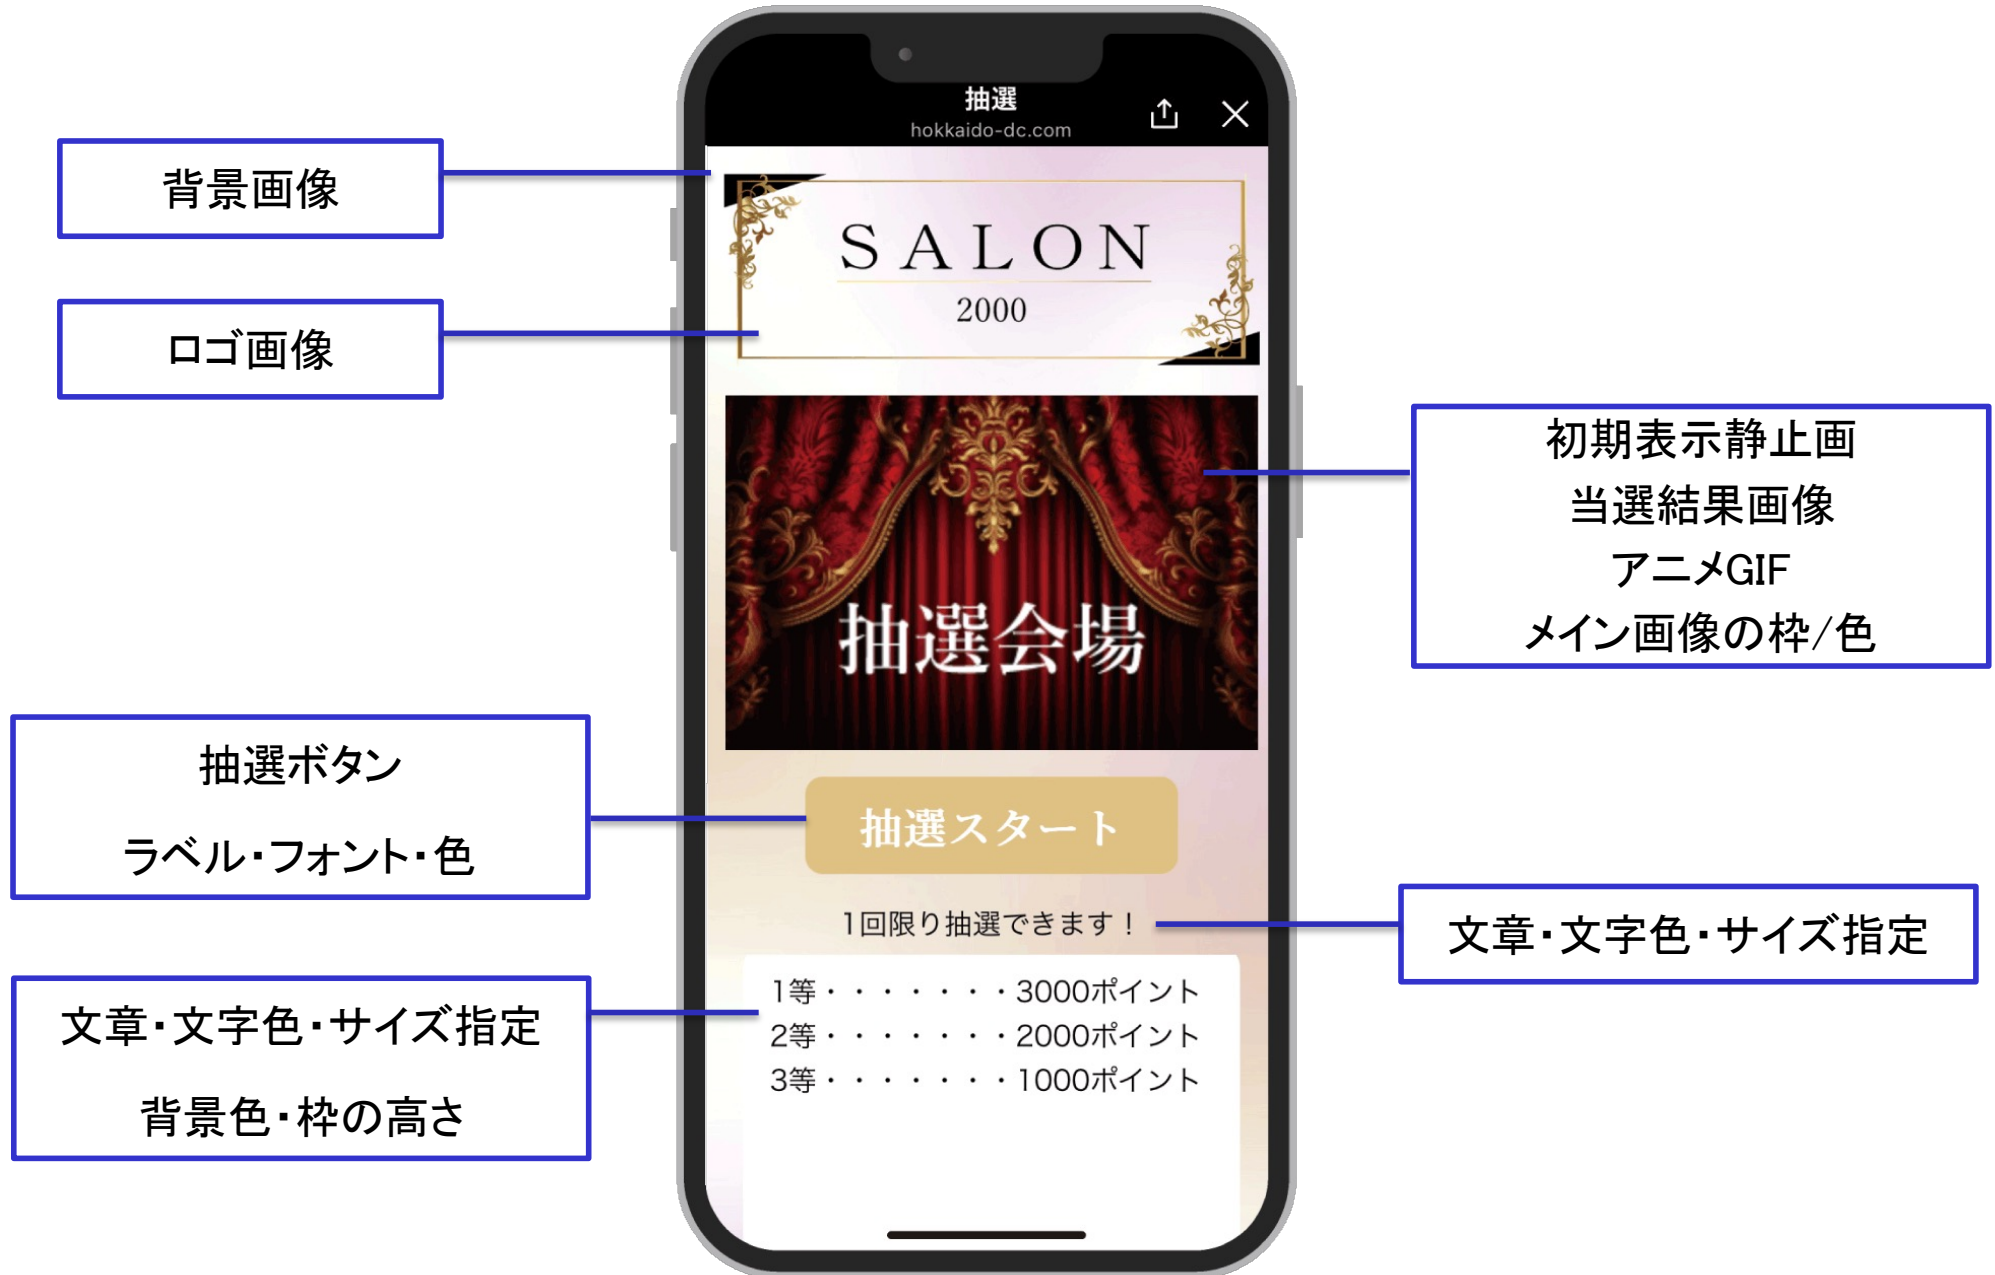 抽選
hokkaido-dc.com
背景画像
SALON
2000
ロゴ画像
初期表示静止画
当選結果画像
アニメGIF
メイン画像の枠/色
抽選会場
抽選ボタン
ラベル・フォント・色
抽選スタート
1回限り抽選できます！
文章・文字色・サイズ指定
文章・文字色・サイズ指定
背景色・枠の高さ
1等・・・・・・・3000ポイント
2等・・・・・・・2000ポイント
3等・・・・・・・1000ポイント